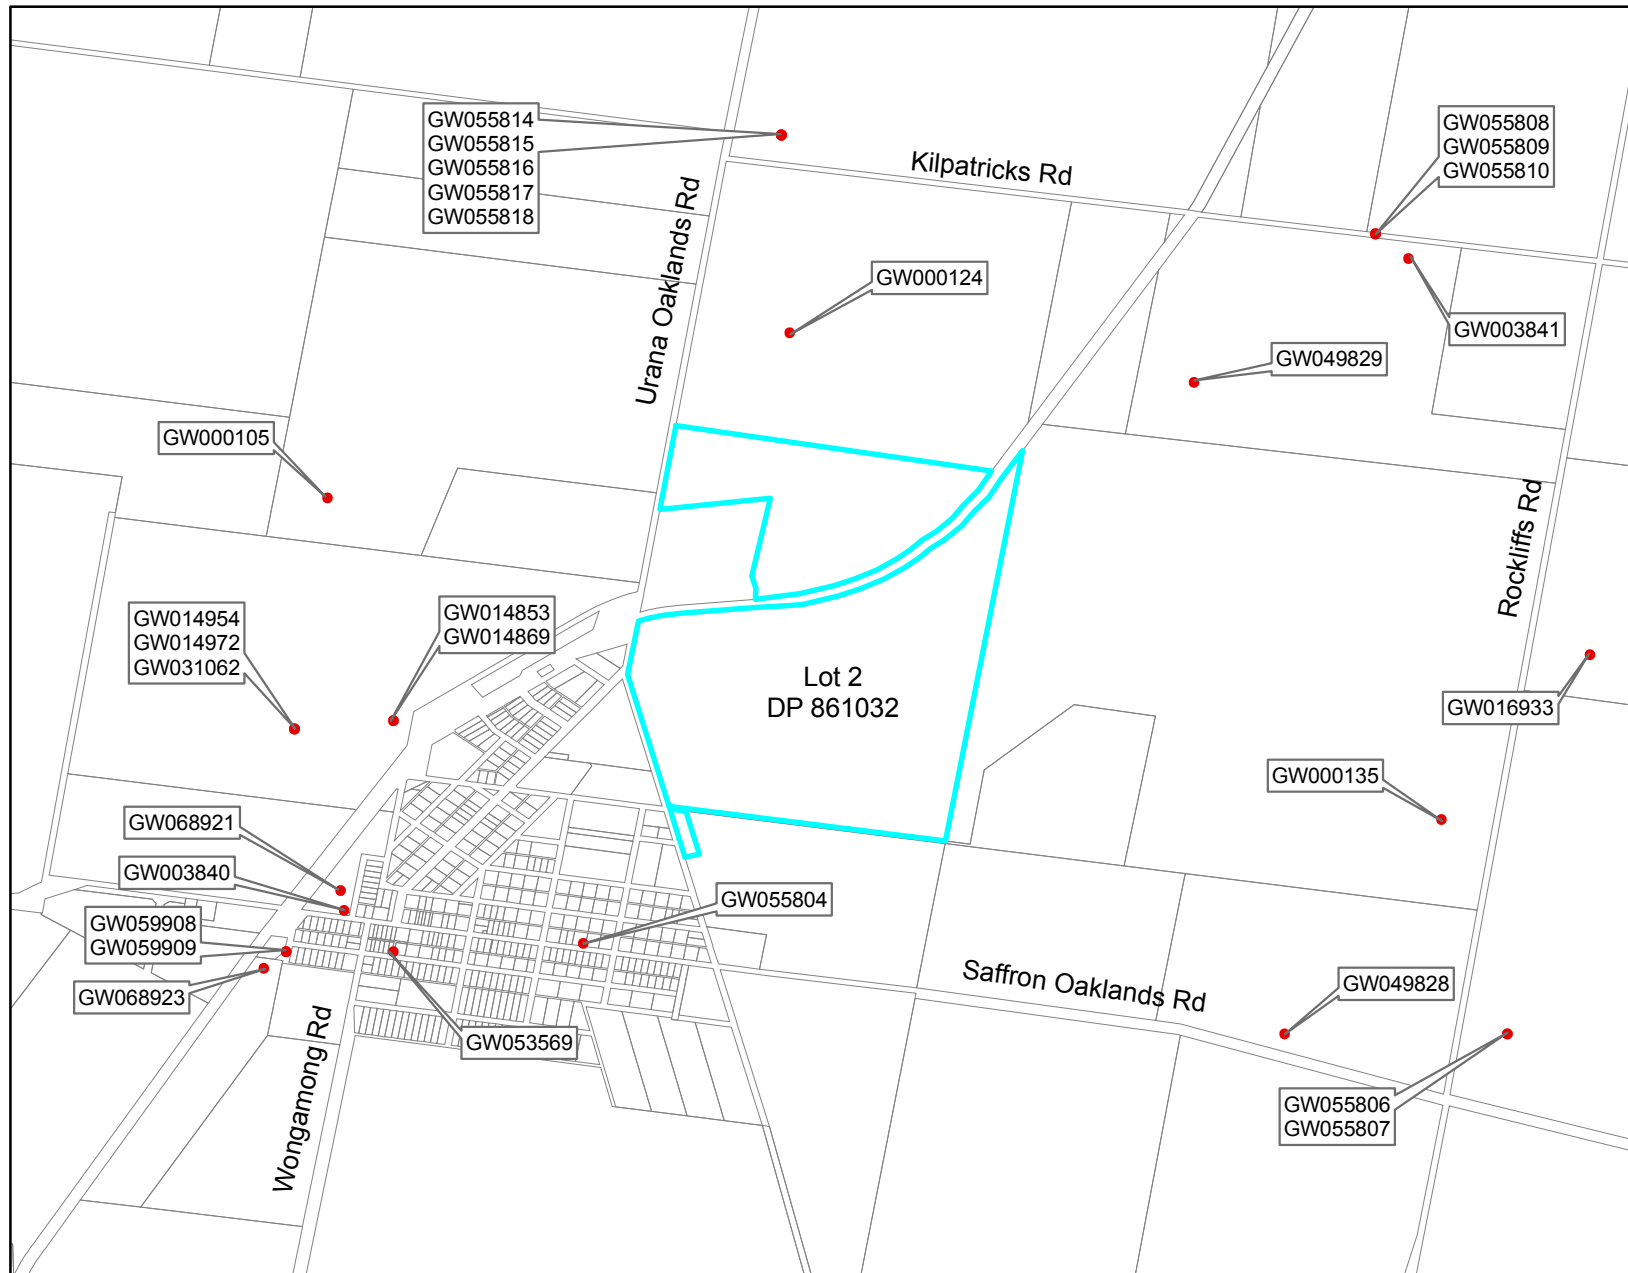 GW055814
GW055815
GW055816
GW055817
GW055818
Kilpatricks Rd
GW055808
GW055809
GW055810
Urana Oaklands Rd
GW000124
GW003841
GW049829
GW000105
Rockliffs Rd
GW014954
GW014972
GW031062
GW014853
GW014869
Lot 2
DP 861032
GW016933
GW000135
GW068921
GW003840
GW055804
GW059908
GW059909
GW068923
Saffron Oaklands Rd
GW049828
GW053569
Wongamong Rd
GW055806
GW055807